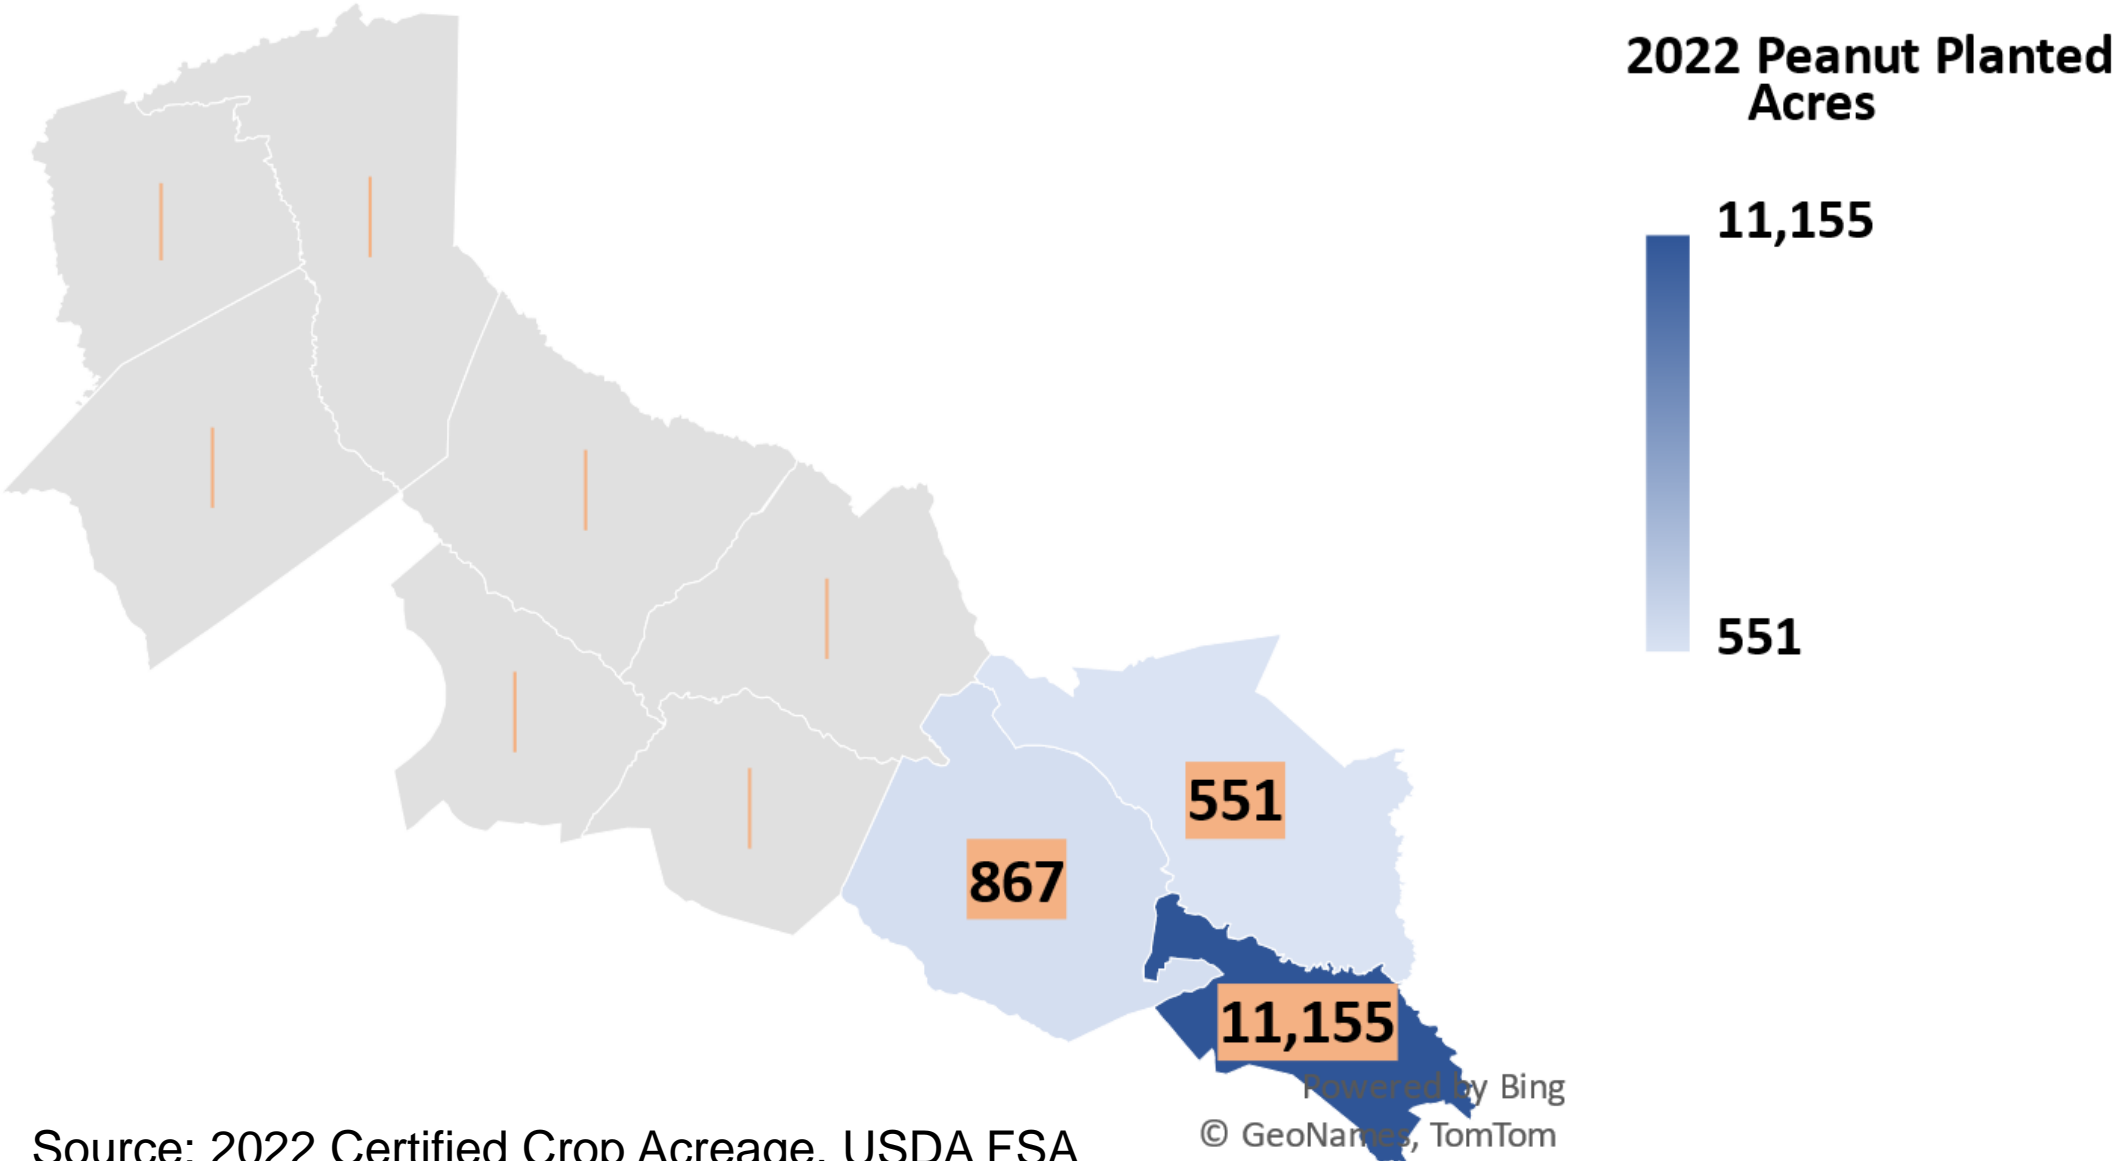 2022 Peanut Planted
Acres
11,155
551
551
867
11,155
Powered by Bing
© GeoNames, TomTom
Source: 2022 Certified Crop Acreage, USDA FSA